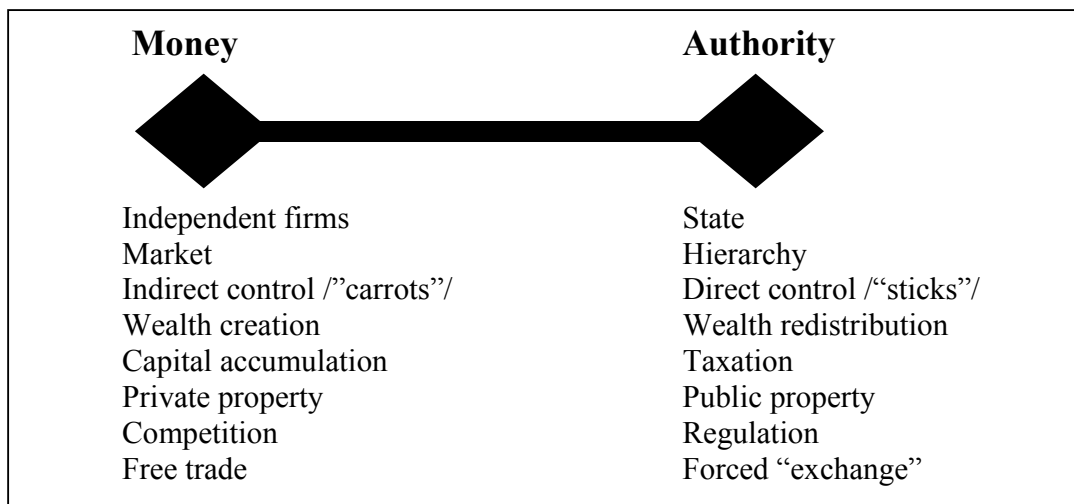 Money
Authority
Independent firms
Market
Indirect control /”carrots”/
Wealth creation
Capital accumulation
Private property
Competition
Free trade
State
Hierarchy
Direct control /“sticks”/
Wealth redistribution
Taxation
Public property
Regulation
Forced “exchange”